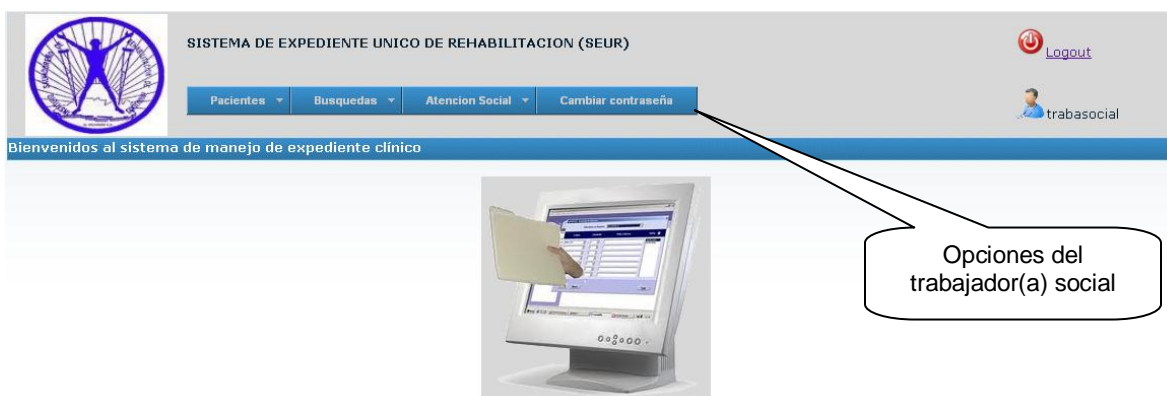 SISTEMA DE EXPEDIENTE UNICO DE REHABILITACION (SEUR)
Logout
Pacientes Busquedas Atencion Social Cambiar contraseña
trabasocial
Bienvenidos al sistema de manejo de expediente clínico
Opciones del
trabajador(a) social